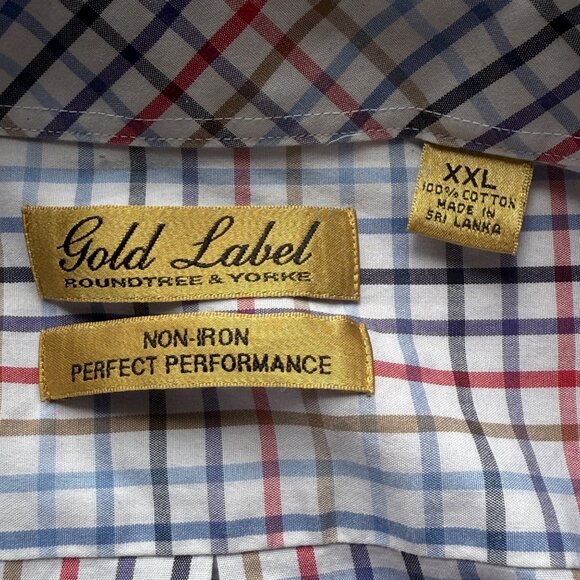 Gold Label
ROUNDTREE & YORKE
NON-IRON
PERFECT PERFORMANCE
XXL
100% COTTON
MADE IN
SRI LANKA